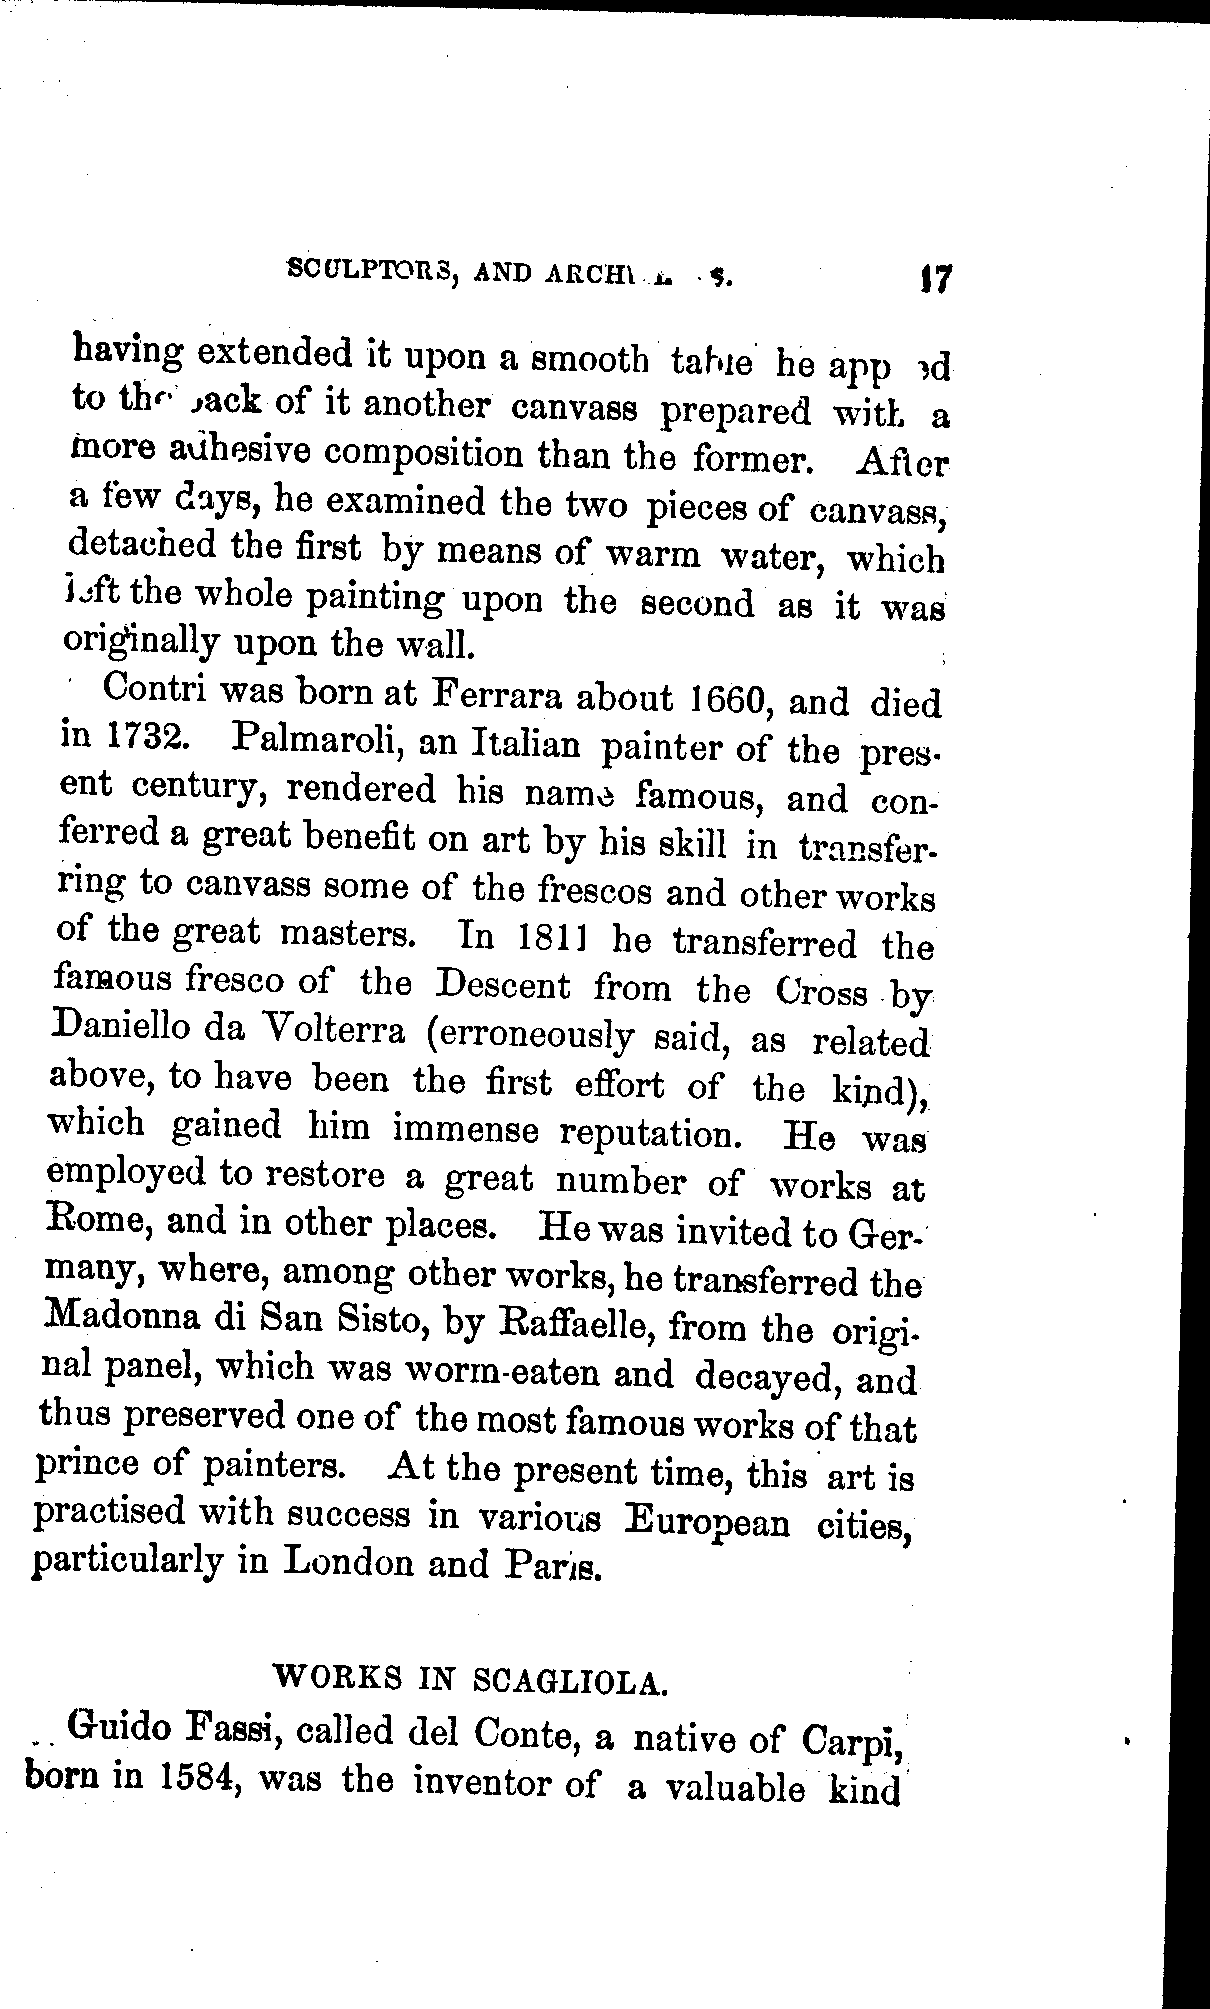 SCULPTORS, AND 17
having extended it upon a smooth table he
to the back of it another canvass prepared with a
more adhesive composition than the former. After
a few days, he examined the two pieces of canvass,
detached the first by means of warm water, which
left the whole painting upon the second as it was
originally upon the wall.
Contri was born at Ferrara about 1660, and died
in 1732. Palmaroli, an Italian painter of the pres-
ent century, rendered his name famous, and con-
ferred a great benefit on art by his skill in transfer-
ring to canvass some of the frescos and other works
of the great masters. In 1811 he transferred the
famous fresco of the Descent from the Cross by
Daniello da Volterra (erroneously said, as related
above, to have been the first effort of the kind),
which gained him immense reputation. He was
employed to restore a great number of works at
Rome, and in other places. He was invited to Ger-
many, where, among other works, he transferred the
Madonna di San Sisto, by Raffaelle, from the origi-
nal panel, which was worm-eaten and decayed, and
thus preserved one of the most famous works of that
prince of painters. At the present time, this art is
practised with success in various European cities,
particularly in London and Paris.
WORKS IN SCAGLIOLA.
Guido Fassi, called del Conte, a native of Carpi,
born in 1584, was the inventor of a valuable kind